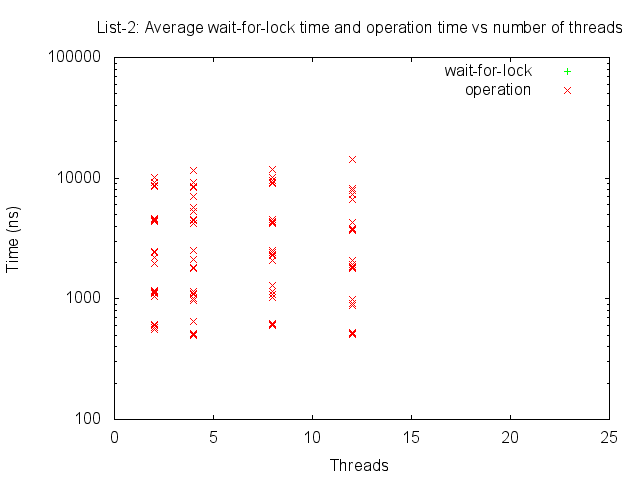 List-2: Average wait-for-lock time and operation time vs number of threads
100000
wait-for-lock
operation
10000
Time (ns)
1000
100
0 5 10 15 20 25
Threads